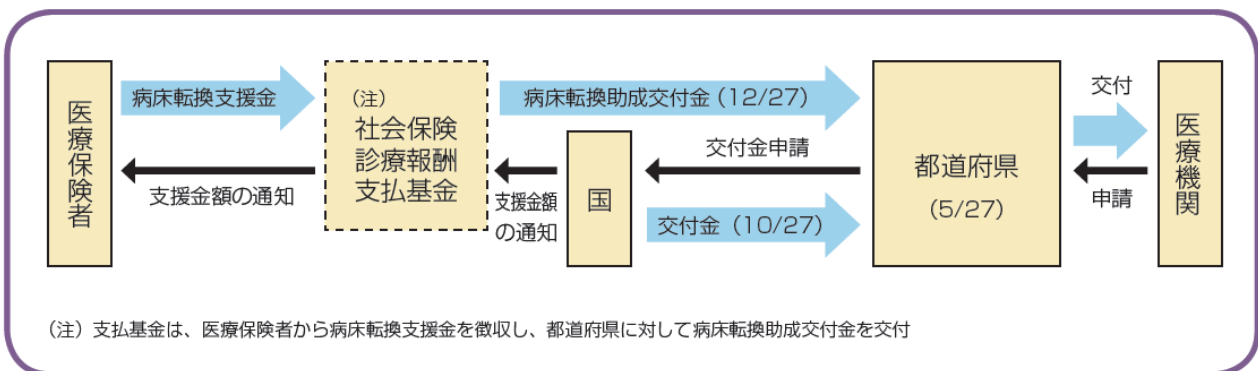 医療保険者
病床転換支援金
支援金額の通知
（注）
社会保険
診療報酬
支払基金
病床転換助成交付金（12/27）
支援金額
の通知
国
交付金申請
交付金（10/27）
都道府県
（5/27）
交付
申請
医療機関
（注）支払基金は、医療保険者から病床転換支援金を徴収し、都道府県に対して病床転換助成交付金を交付